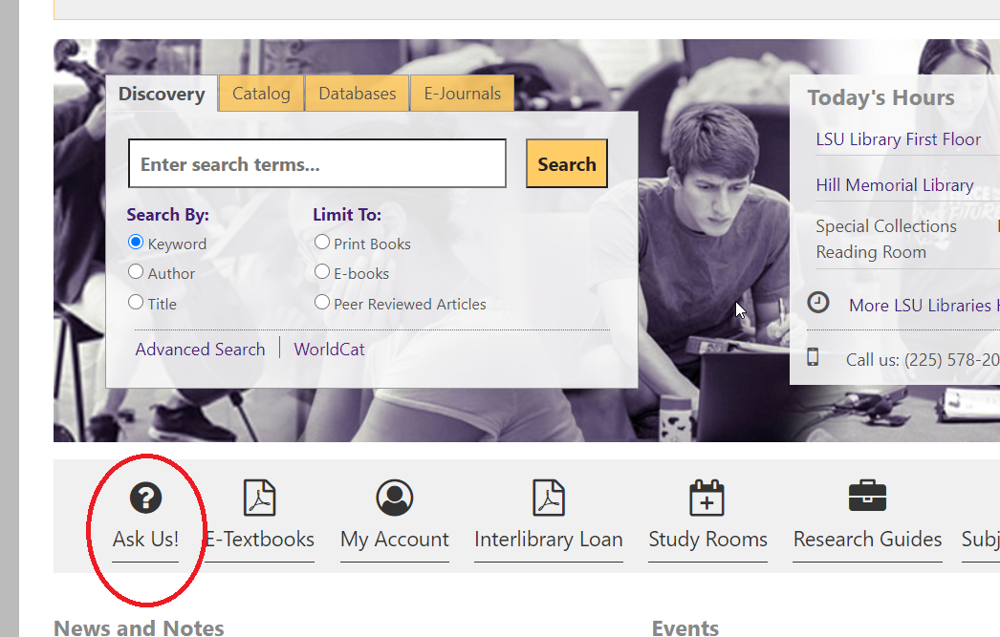 Discovery Catalog Databases E-Journals
Enter search terms... Search
Search By: Limit To:
Keyword Print Books
Author E-books
Title Peer Reviewed Articles
Advanced Search WorldCat
Today's Hours
LSU Library First Floor
Hill Memorial Library
Special Collections
Reading Room
More LSU Libraries
Call us: (225) 578-20
Ask Us! E-Textbooks My Account Interlibrary Loan Study Rooms Research Guides Subj
News and Notes Events